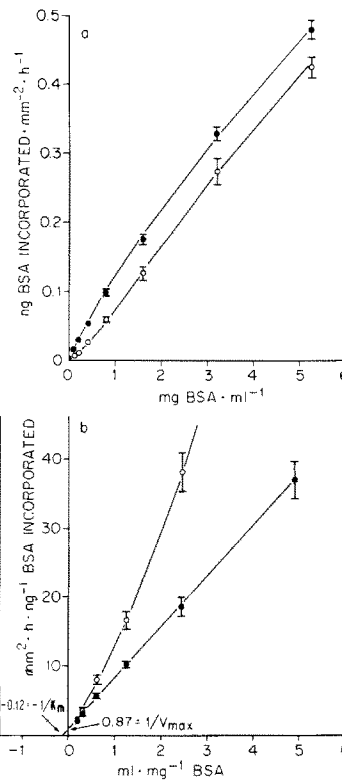 a
0.5
0.4
0.3
0.2
0.1
0
ng BSA INCORPORATED · mm⁻² · h⁻¹
0 1 2 3 4 5 6
mg BSA · ml⁻¹
b
40
30
20
10
mm² · h · ng⁻¹ BSA INCORPORATED
-0.12 = -1/Km
0.87 = 1/Vmax
-1 0 1 2 3 4 5 6
ml · mg⁻¹ BSA